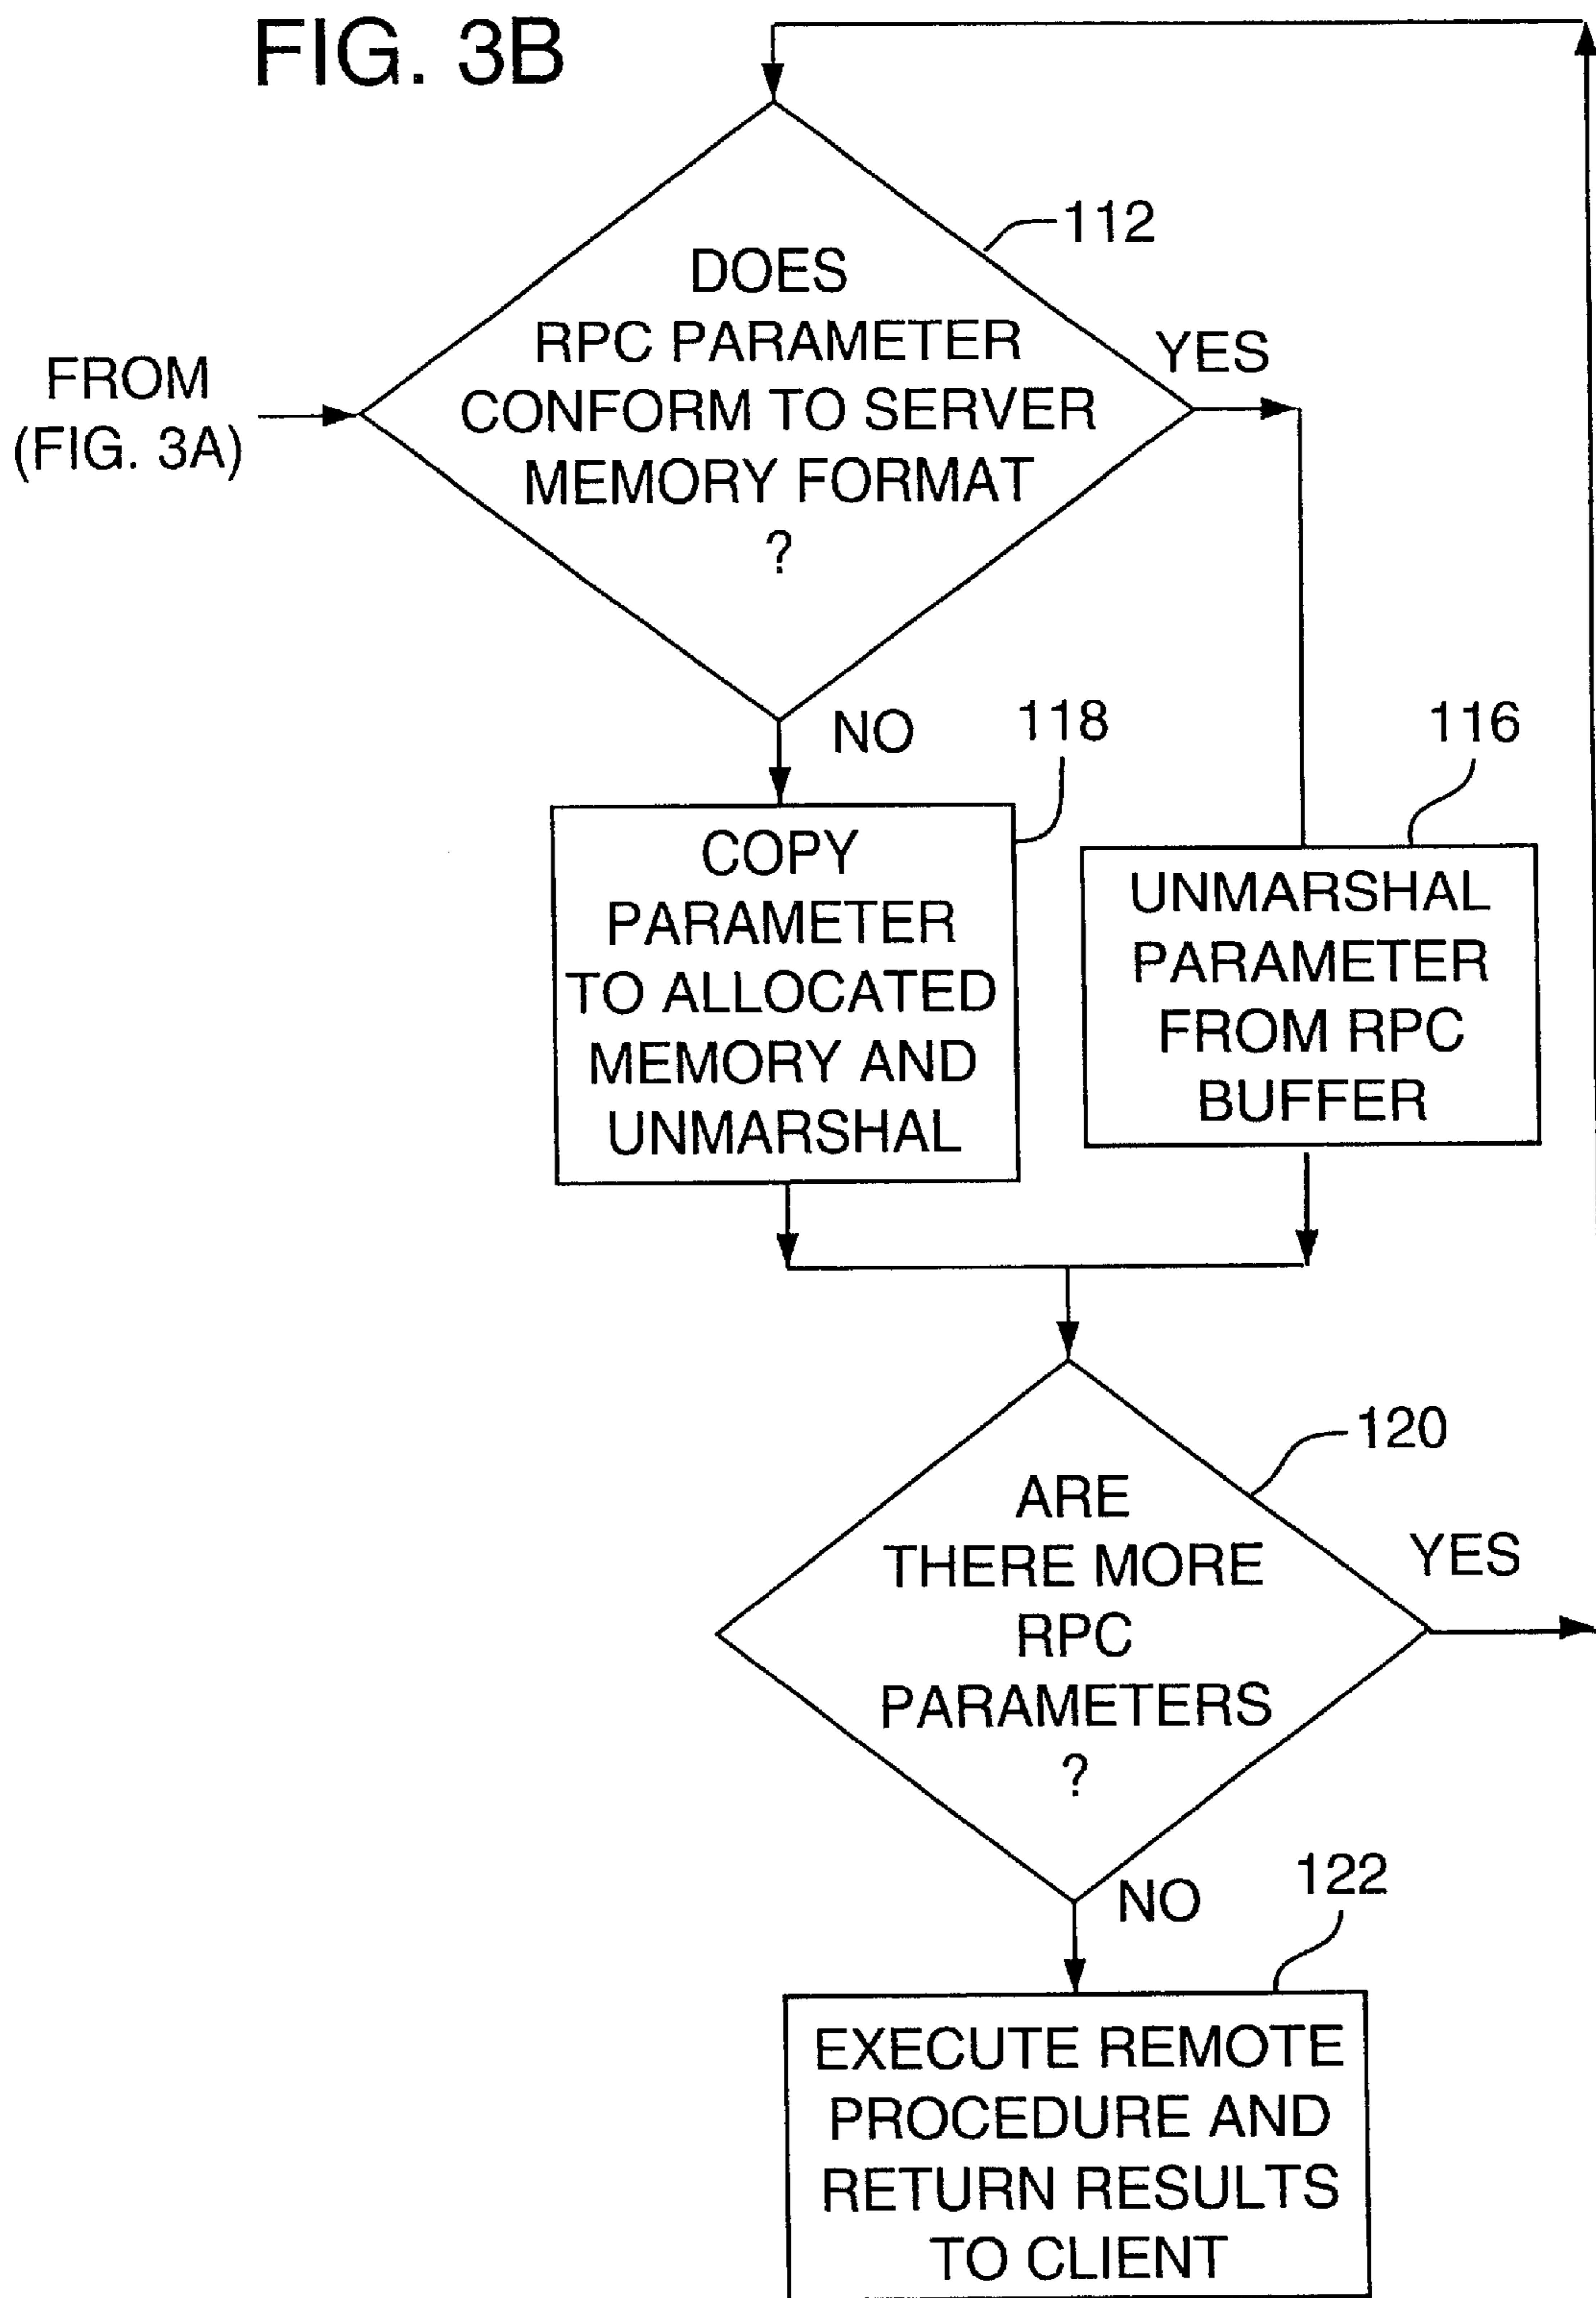 FIG. 3B
112
DOES
RPC PARAMETER
CONFORM TO SERVER
MEMORY FORMAT
?
YES
FROM
(FIG. 3A)
NO
118
116
COPY
PARAMETER
TO ALLOCATED
MEMORY AND
UNMARSHAL
UNMARSHAL
PARAMETER
FROM RPC
BUFFER
120
ARE
THERE MORE
RPC
PARAMETERS
?
YES
NO
122
EXECUTE REMOTE
PROCEDURE AND
RETURN RESULTS
TO CLIENT